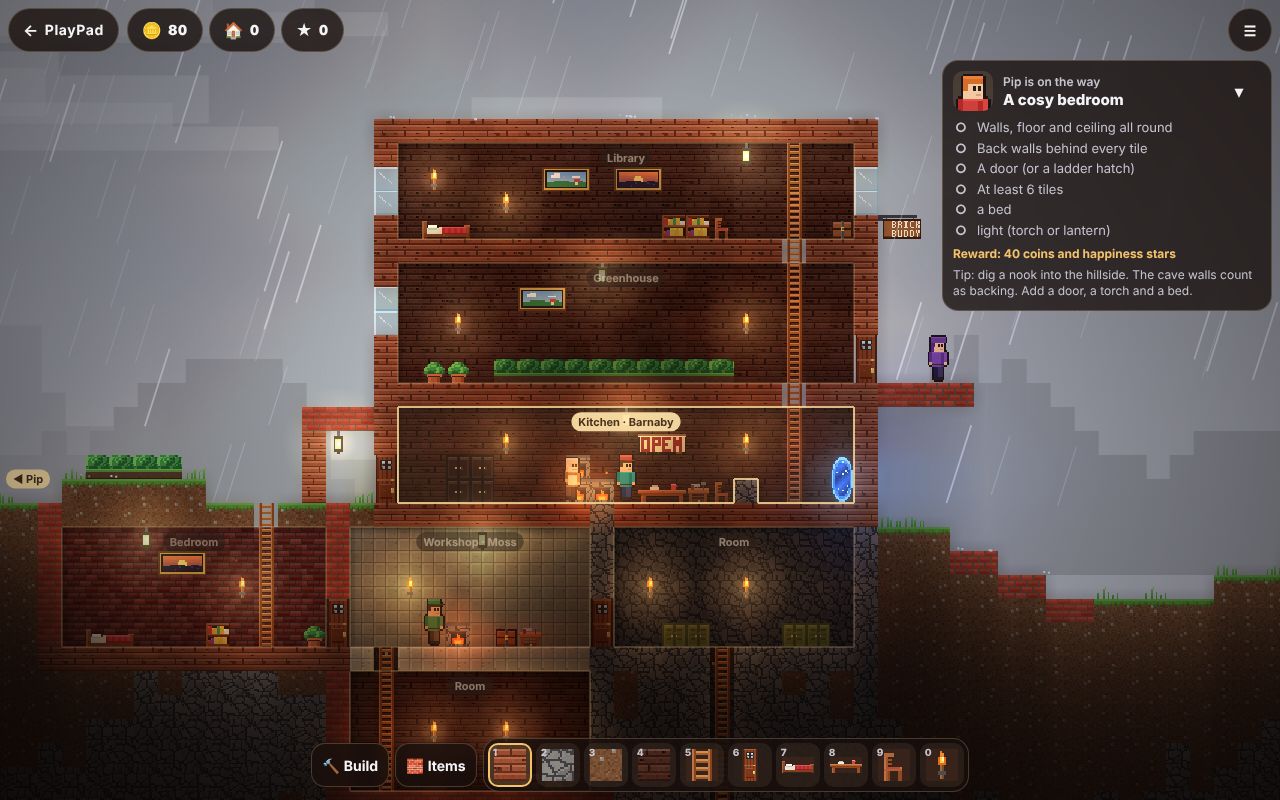 ← PlayPad
80
0
★ 0
☰
Pip is on the way
A cosy bedroom
▼
Walls, floor and ceiling all round
Back walls behind every tile
A door (or a ladder hatch)
At least 6 tiles
a bed
light (torch or lantern)
Reward: 40 coins and happiness stars
Tip: dig a nook into the hillside. The cave walls count
as backing. Add a door, a torch and a bed.
Library
BRICK
BUDDY
Greenhouse
Kitchen · Barnaby
OPEN
◀ Pip
Bedroom
Workshop · Moss
Room
Room
Build
Items
1
2
3
4
5
6
7
8
9
0